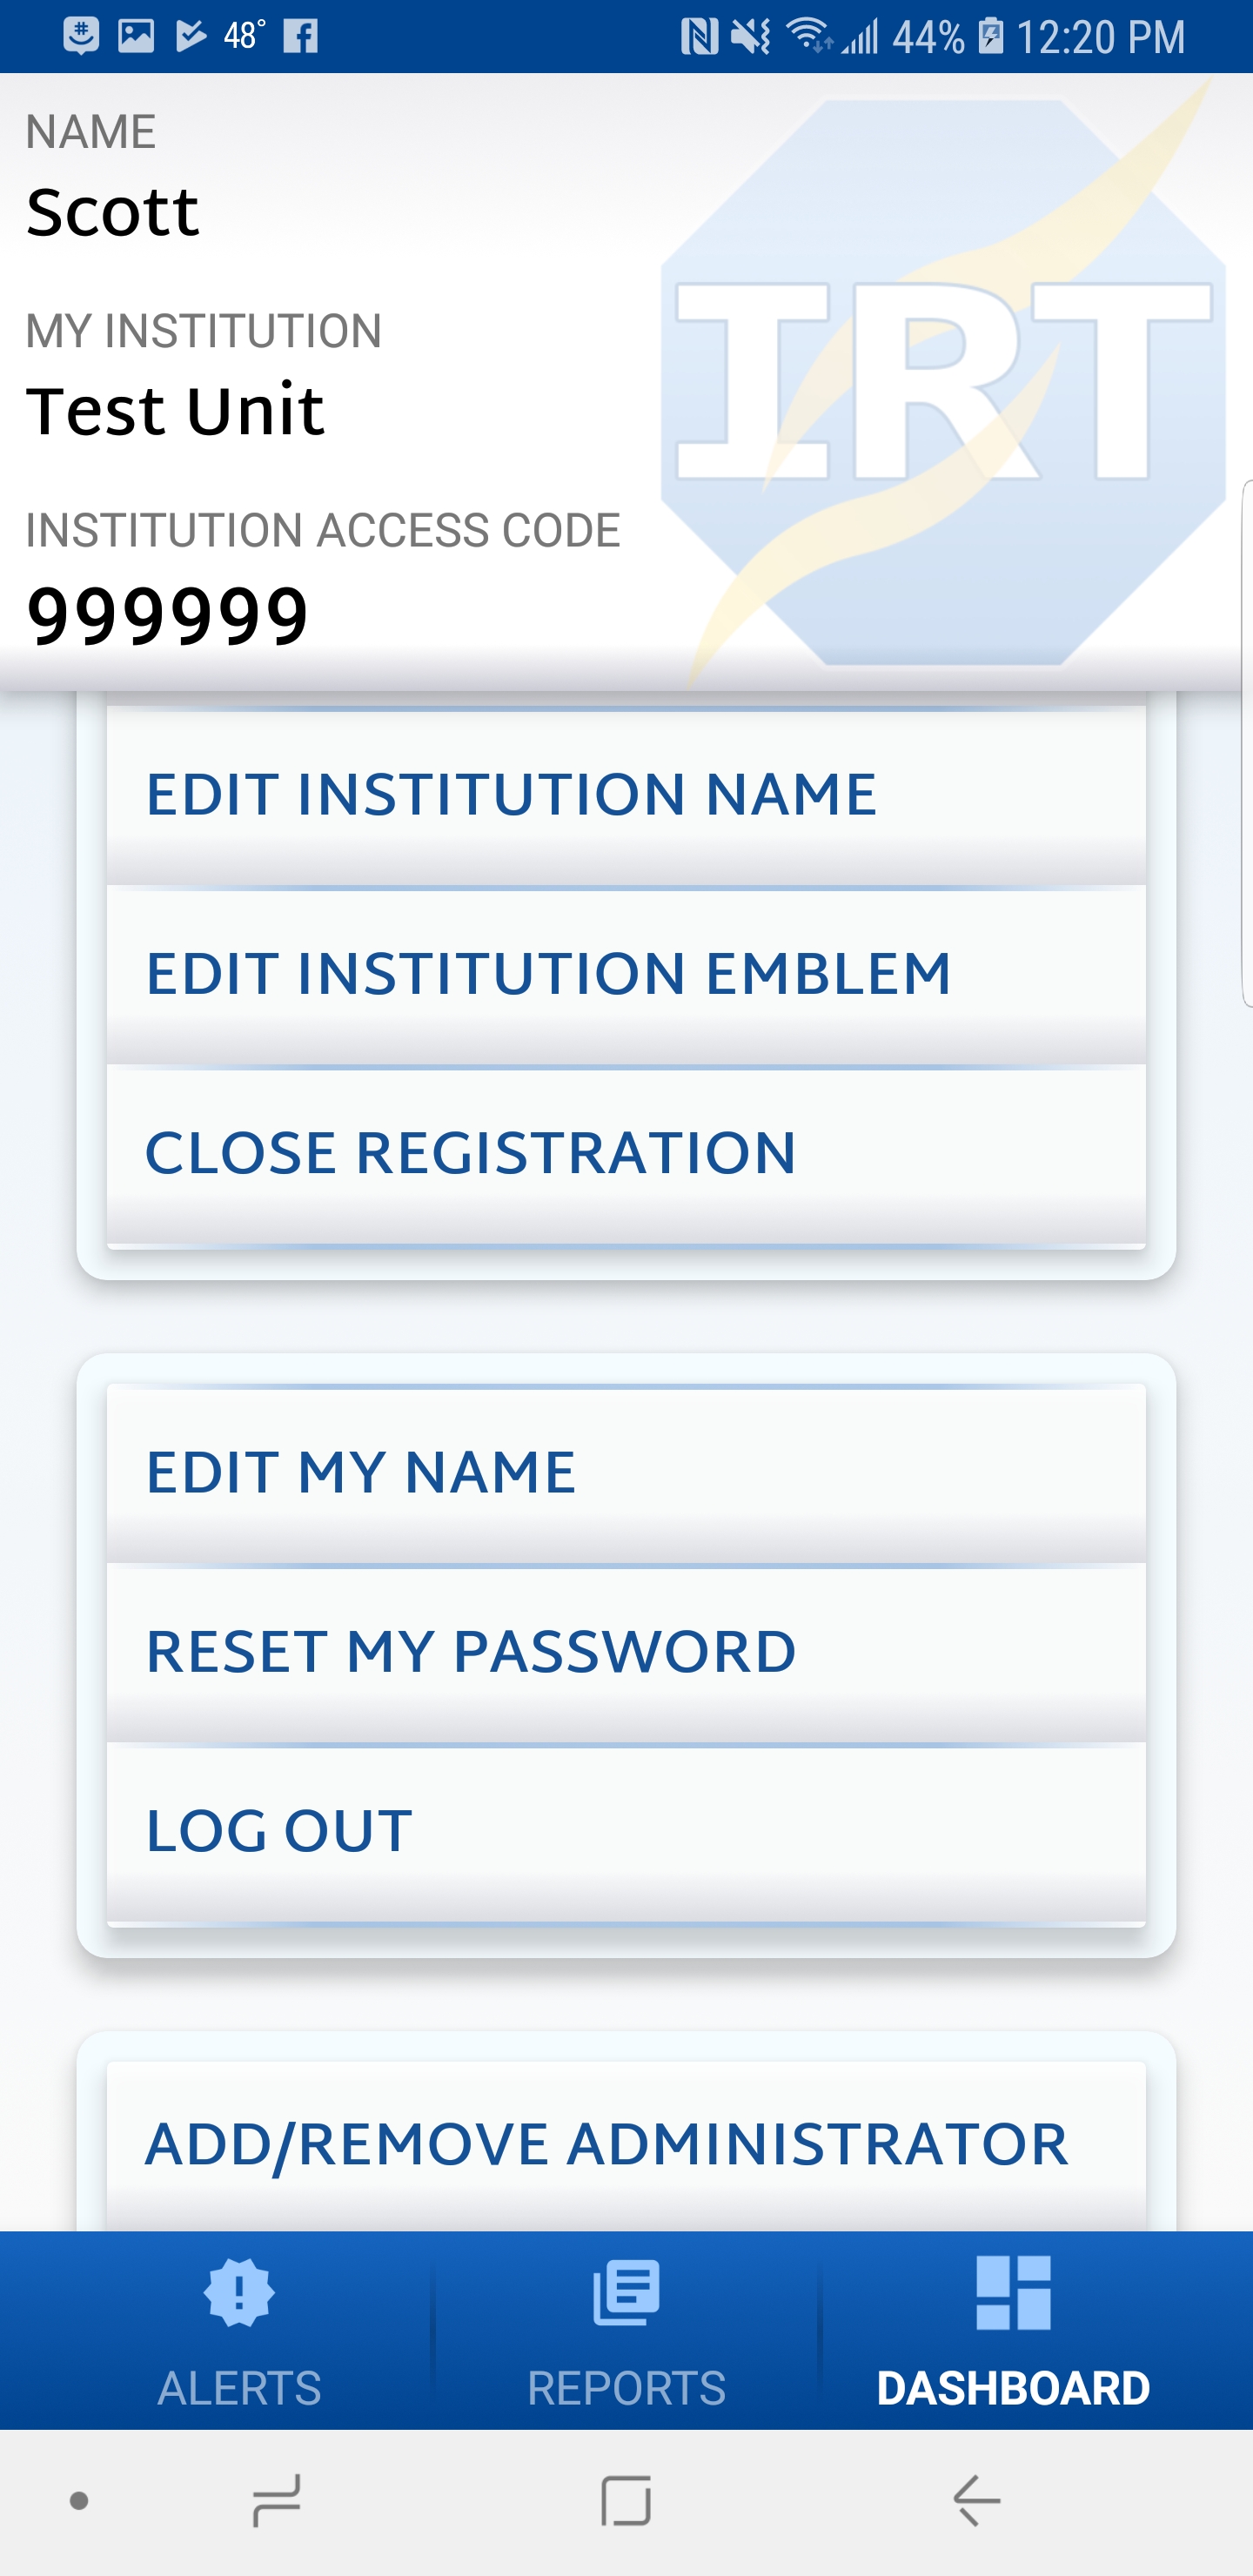 48° 44% 12:20 PM
NAME
Scott
MY INSTITUTION
Test Unit
INSTITUTION ACCESS CODE
999999
IRT
EDIT INSTITUTION NAME
EDIT INSTITUTION EMBLEM
CLOSE REGISTRATION
EDIT MY NAME
RESET MY PASSWORD
LOG OUT
ADD/REMOVE ADMINISTRATOR
ALERTS REPORTS DASHBOARD